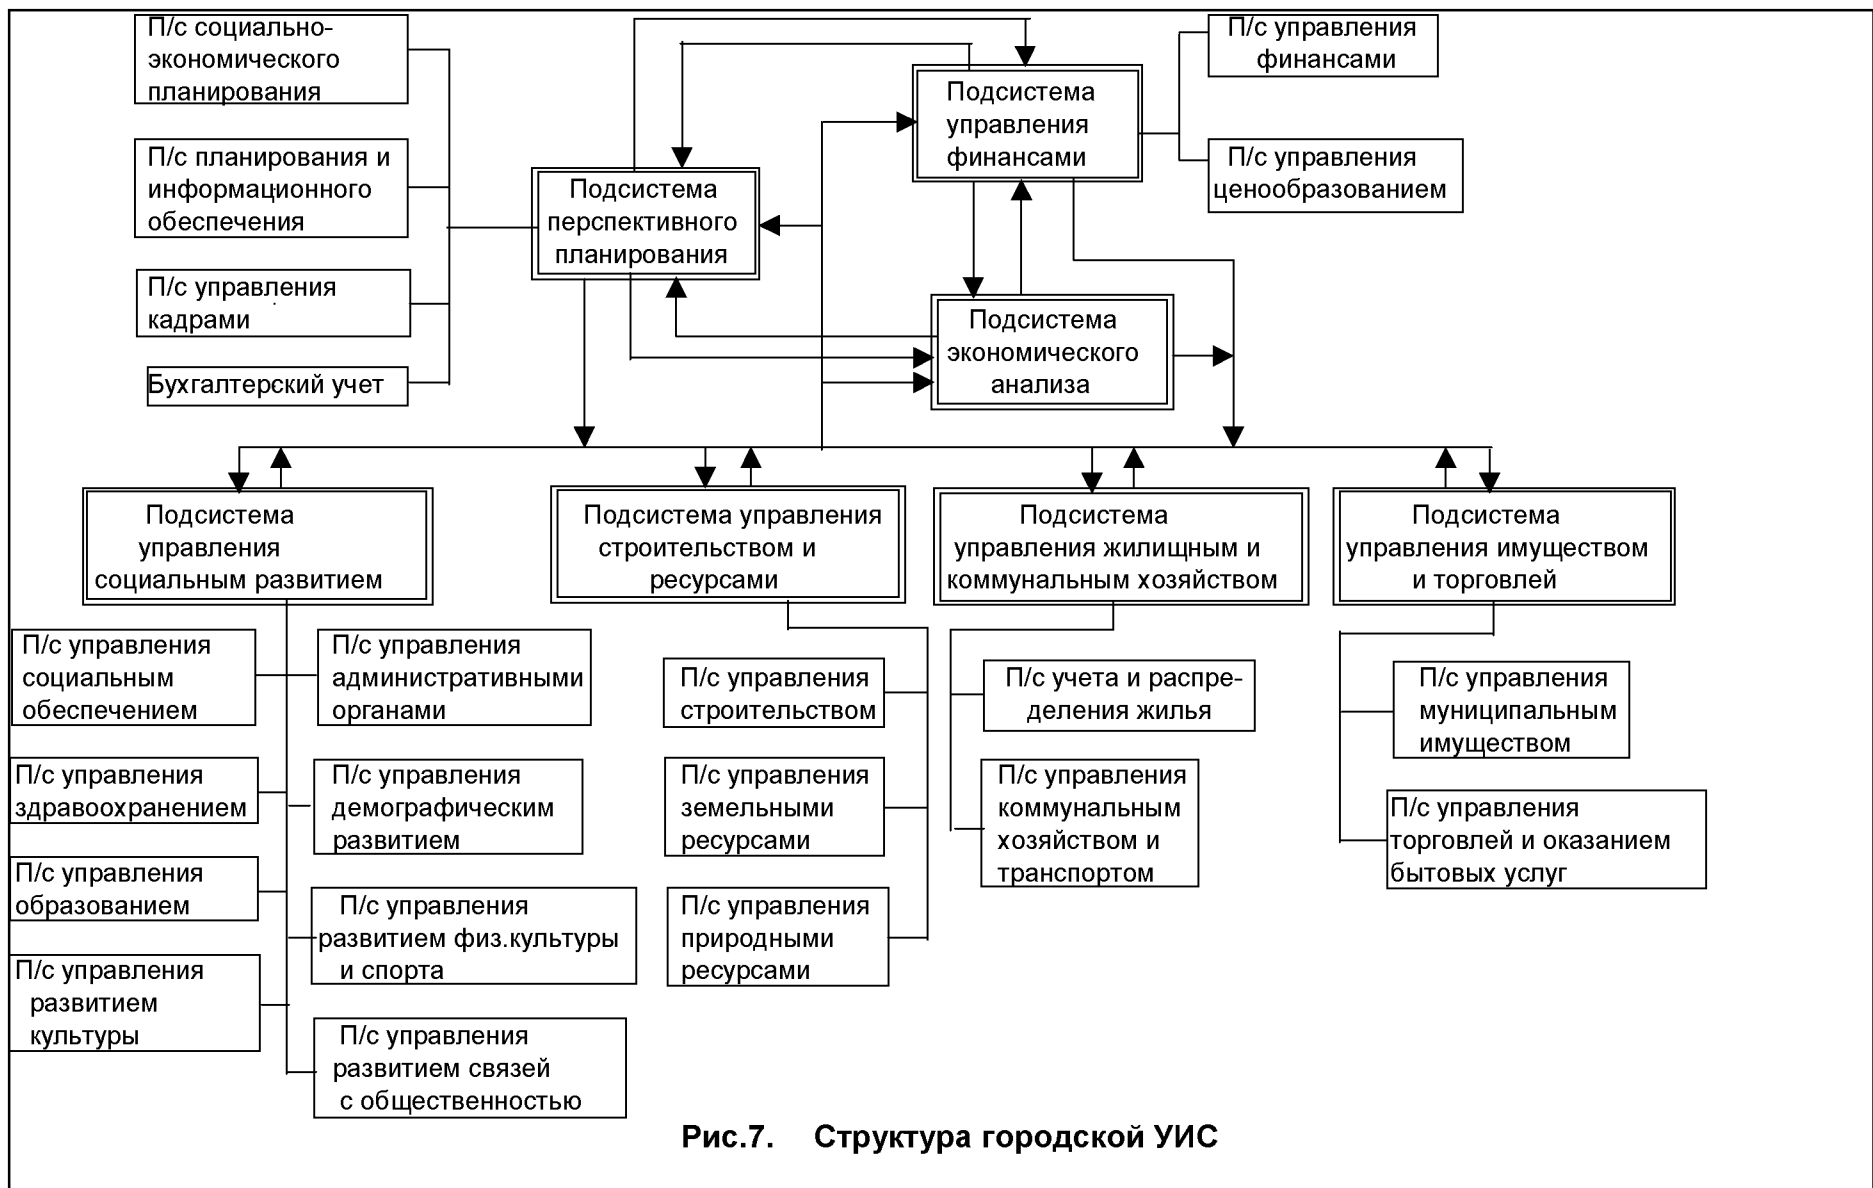 П/с социально-
экономического
планирования
П/с планирования и
информационного
обеспечения
П/с управления
кадрами
Бухгалтерский учет
Подсистема
перспективного
планирования
Подсистема
управления
финансами
П/с управления
финансами
П/с управления
ценообразованием
Подсистема
экономического
анализа
Подсистема
управления
социальным развитием
Подсистема управления
строительством и
ресурсами
Подсистема
управления жилищным и
коммунальным хозяйством
Подсистема
управления имуществом
и торговлей
П/с управления
социальным
обеспечением
П/с управления
административными
органами
П/с управления
здравоохранением
П/с управления
демографическим
развитием
П/с управления
образованием
П/с управления
развитием физ.культуры
и спорта
П/с управления
развитием
культуры
П/с управления
развитием связей
с общественностью
П/с управления
строительством
П/с управления
земельными
ресурсами
П/с управления
природными
ресурсами
П/с учета и распре-
деления жилья
П/с управления
коммунальным
хозяйством и
транспортом
П/с управления
муниципальным
имуществом
П/с управления
торговлей и оказанием
бытовых услуг
Рис.7. Структура городской УИС